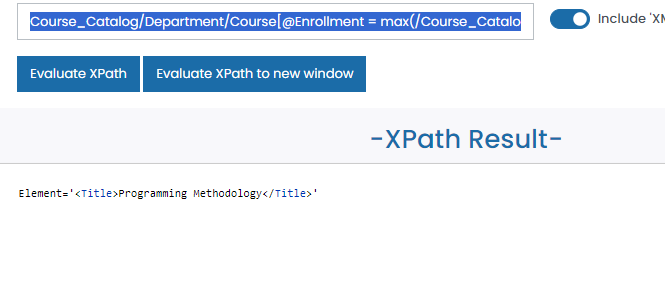 Course_Catalog/Department/Course[@Enrollment = max(/Course_Catalo
Include 'XM
Evaluate XPath
Evaluate XPath to new window
-XPath Result-
Element='<Title>Programming Methodology</Title>'